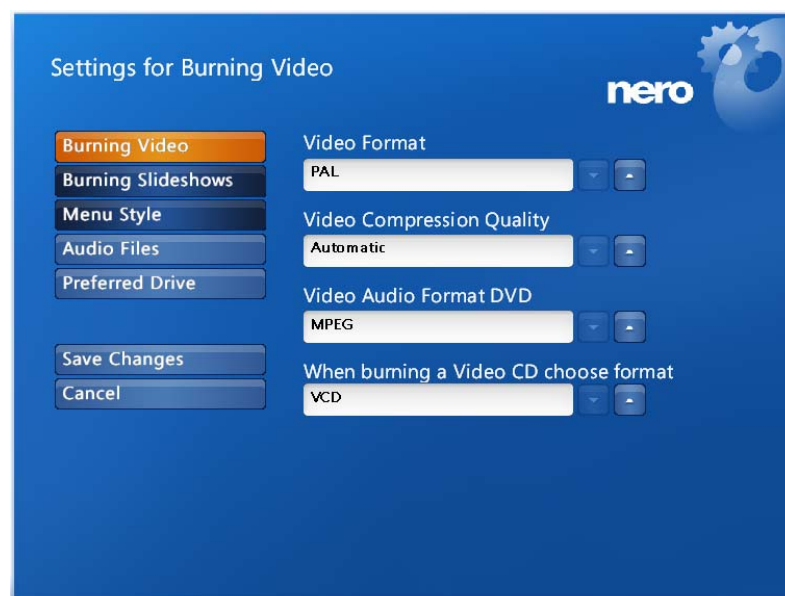 Settings for Burning Video
nero
Burning Video
Burning Slideshows
Menu Style
Audio Files
Preferred Drive
Save Changes
Cancel
Video Format
PAL
Video Compression Quality
Automatic
Video Audio Format DVD
MPEG
When burning a Video CD choose format
VCD